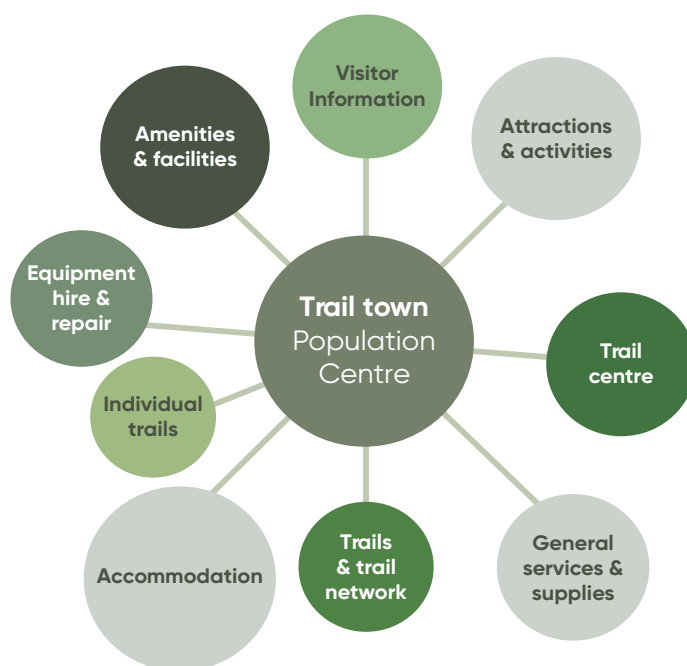 Visitor
Information
Amenities
& facilities
Attractions
& activities
Equipment
hire &
repair
Trail town
Population
Centre
Trail
centre
Individual
trails
Accommodation
Trails
& trail
network
General
services &
supplies